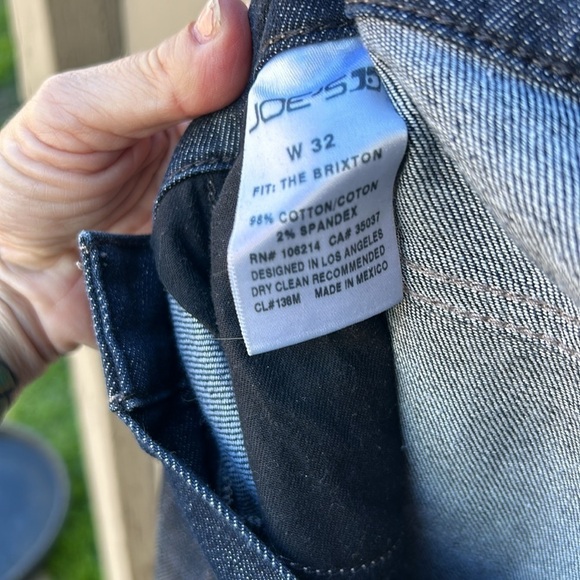 JOE'S
W 32
FIT: THE BRIXTON
98% COTTON/COTON
2% SPANDEX
RN# 106214 CA# 35037
DESIGNED IN LOS ANGELES
DRY CLEAN RECOMMENDED
CL#136M MADE IN MEXICO